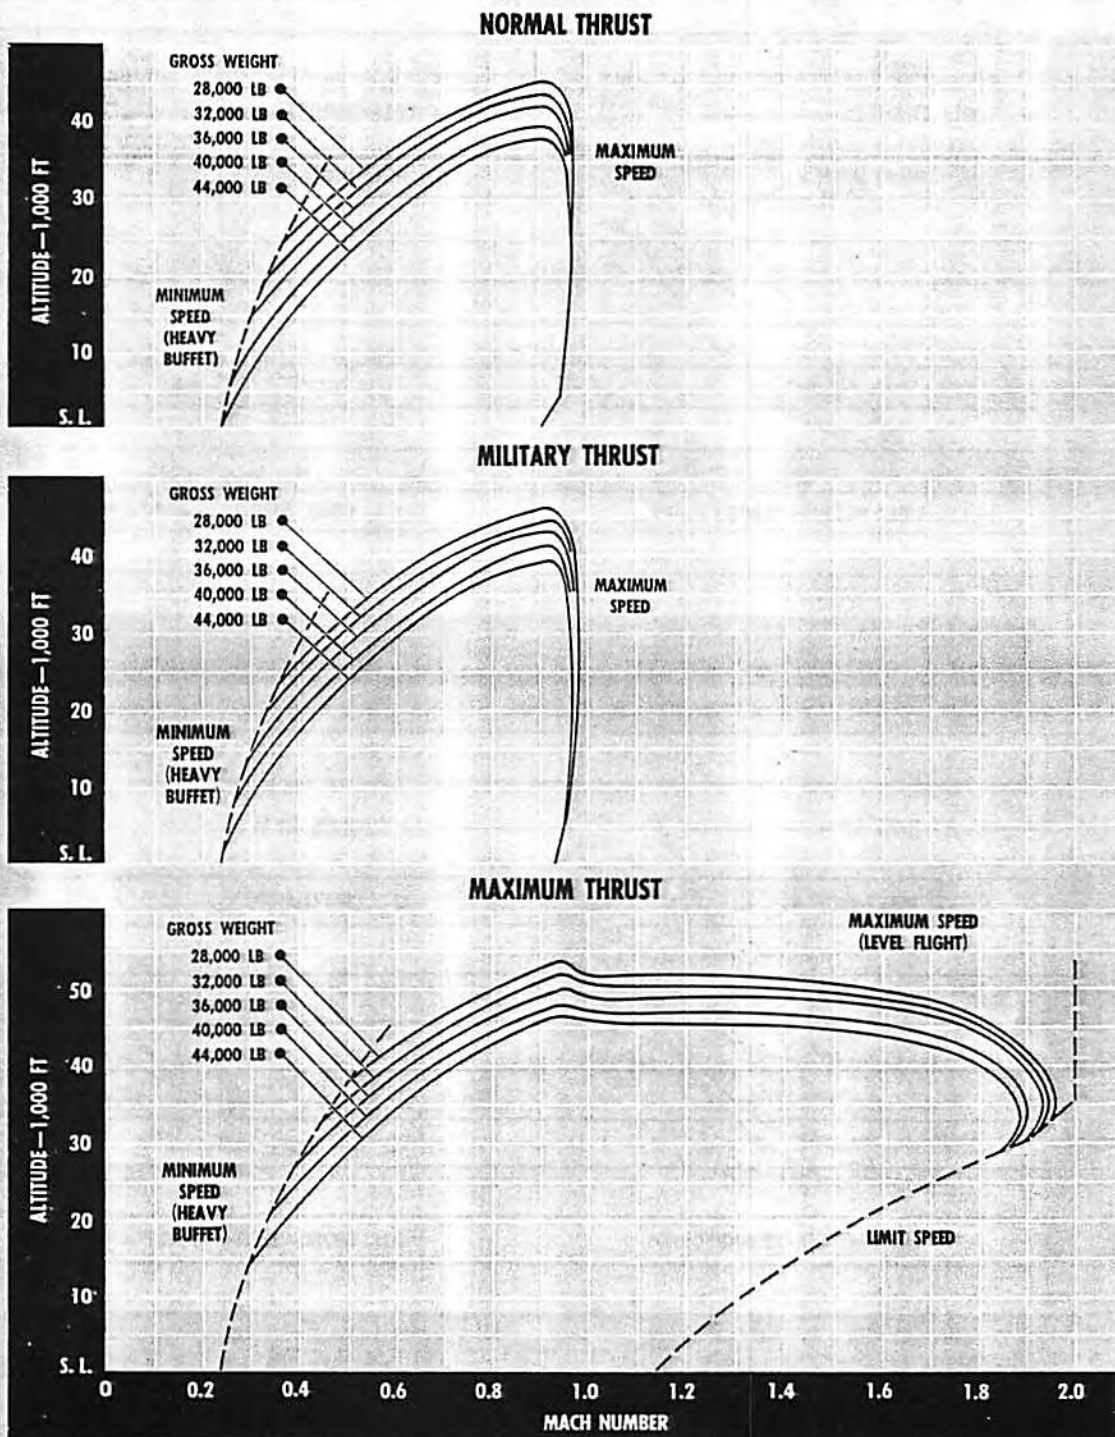 NORMAL THRUST
GROSS WEIGHT
28,000 LB
32,000 LB
36,000 LB
40,000 LB
44,000 LB
MAXIMUM
SPEED
MINIMUM
SPEED
(HEAVY
BUFFET)
ALTITUDE—1,000 FT
40
30
20
10
S. L.
MILITARY THRUST
GROSS WEIGHT
28,000 LB
32,000 LB
36,000 LB
40,000 LB
44,000 LB
MAXIMUM
SPEED
MINIMUM
SPEED
(HEAVY
BUFFET)
ALTITUDE—1,000 FT
40
30
20
10
S. L.
MAXIMUM THRUST
GROSS WEIGHT
28,000 LB
32,000 LB
36,000 LB
40,000 LB
44,000 LB
MAXIMUM SPEED
(LEVEL FLIGHT)
MINIMUM
SPEED
(HEAVY
BUFFET)
LIMIT SPEED
ALTITUDE—1,000 FT
50
40
30
20
10
S. L.
0 0.2 0.4 0.6 0.8 1.0 1.2 1.4 1.6 1.8 2.0
MACH NUMBER